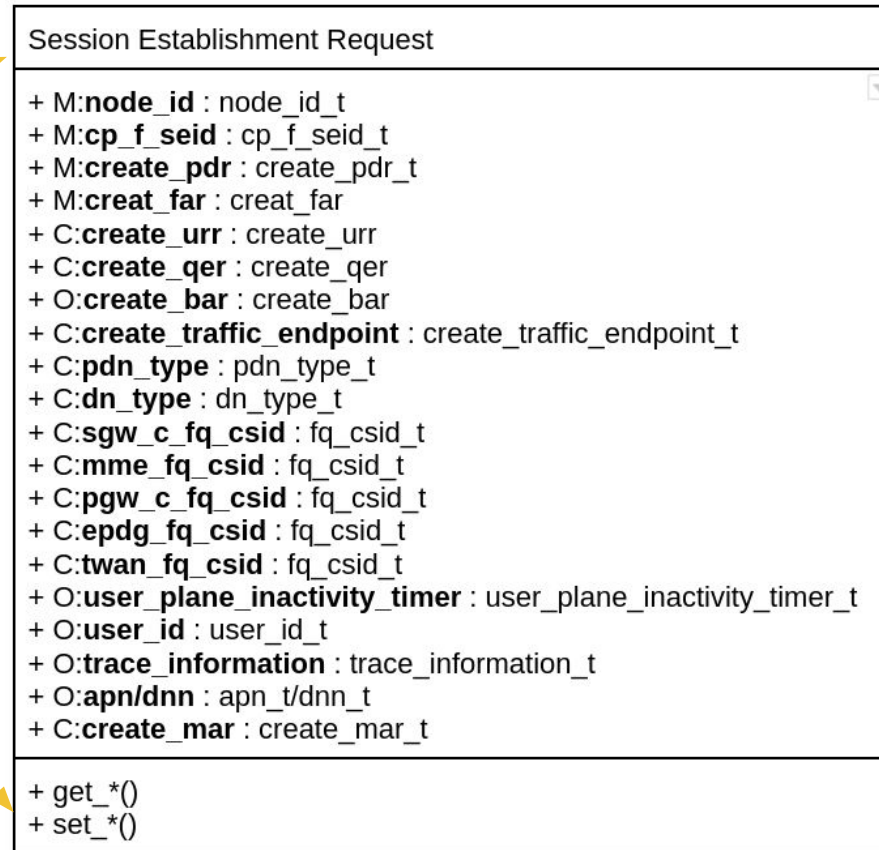 Session Establishment Request
+ M:node_id : node_id_t
+ M:cp_f_seid : cp_f_seid_t
+ M:create_pdr : create_pdr_t
+ M:creat_far : creat_far
+ C:create_urr : create_urr
+ C:create_qer : create_qer
+ O:create_bar : create_bar
+ C:create_traffic_endpoint : create_traffic_endpoint_t
+ C:pdn_type : pdn_type_t
+ C:dn_type : dn_type_t
+ C:sgw_c_fq_csid : fq_csid_t
+ C:mme_fq_csid : fq_csid_t
+ C:pgw_c_fq_csid : fq_csid_t
+ C:epdg_fq_csid : fq_csid_t
+ C:twan_fq_csid : fq_csid_t
+ O:user_plane_inactivity_timer : user_plane_inactivity_timer_t
+ O:user_id : user_id_t
+ O:trace_information : trace_information_t
+ O:apn/dnn : apn_t/dnn_t
+ C:create_mar : create_mar_t
+ get_*()
+ set_*()